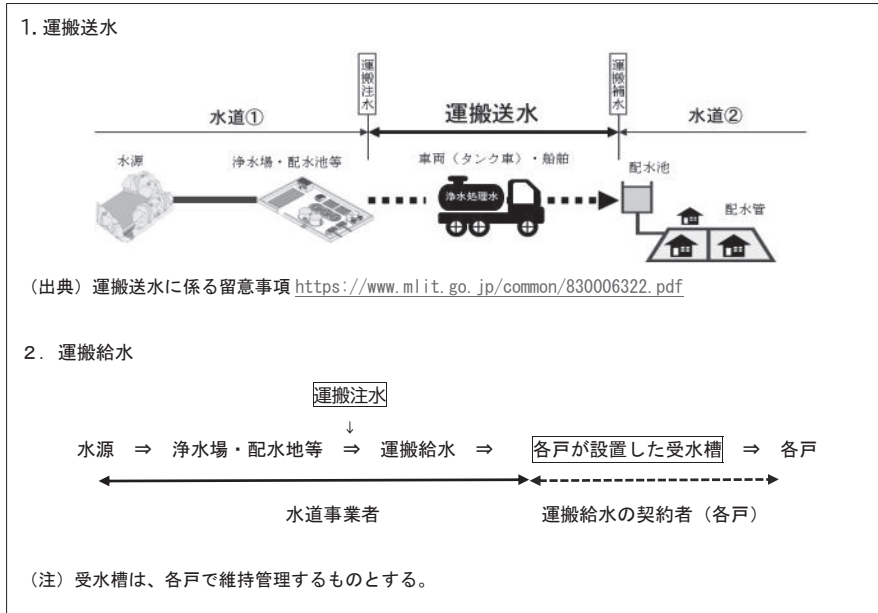 1. 運搬送水
運搬注水
運搬補水
水道①
運搬送水
水道②
水源
浄水場・配水池等
車両（タンク車）・船舶
配水池
浄水処理水
配水管
（出典）運搬送水に係る留意事項 https://www.mlit.go.jp/common/830006322.pdf
２．運搬給水
運搬注水
↓
水源 ⇒ 浄水場・配水地等 ⇒ 運搬給水 ⇒ 各戸が設置した受水槽 ⇒ 各戸
水道事業者 運搬給水の契約者（各戸）
（注）受水槽は、各戸で維持管理するものとする。